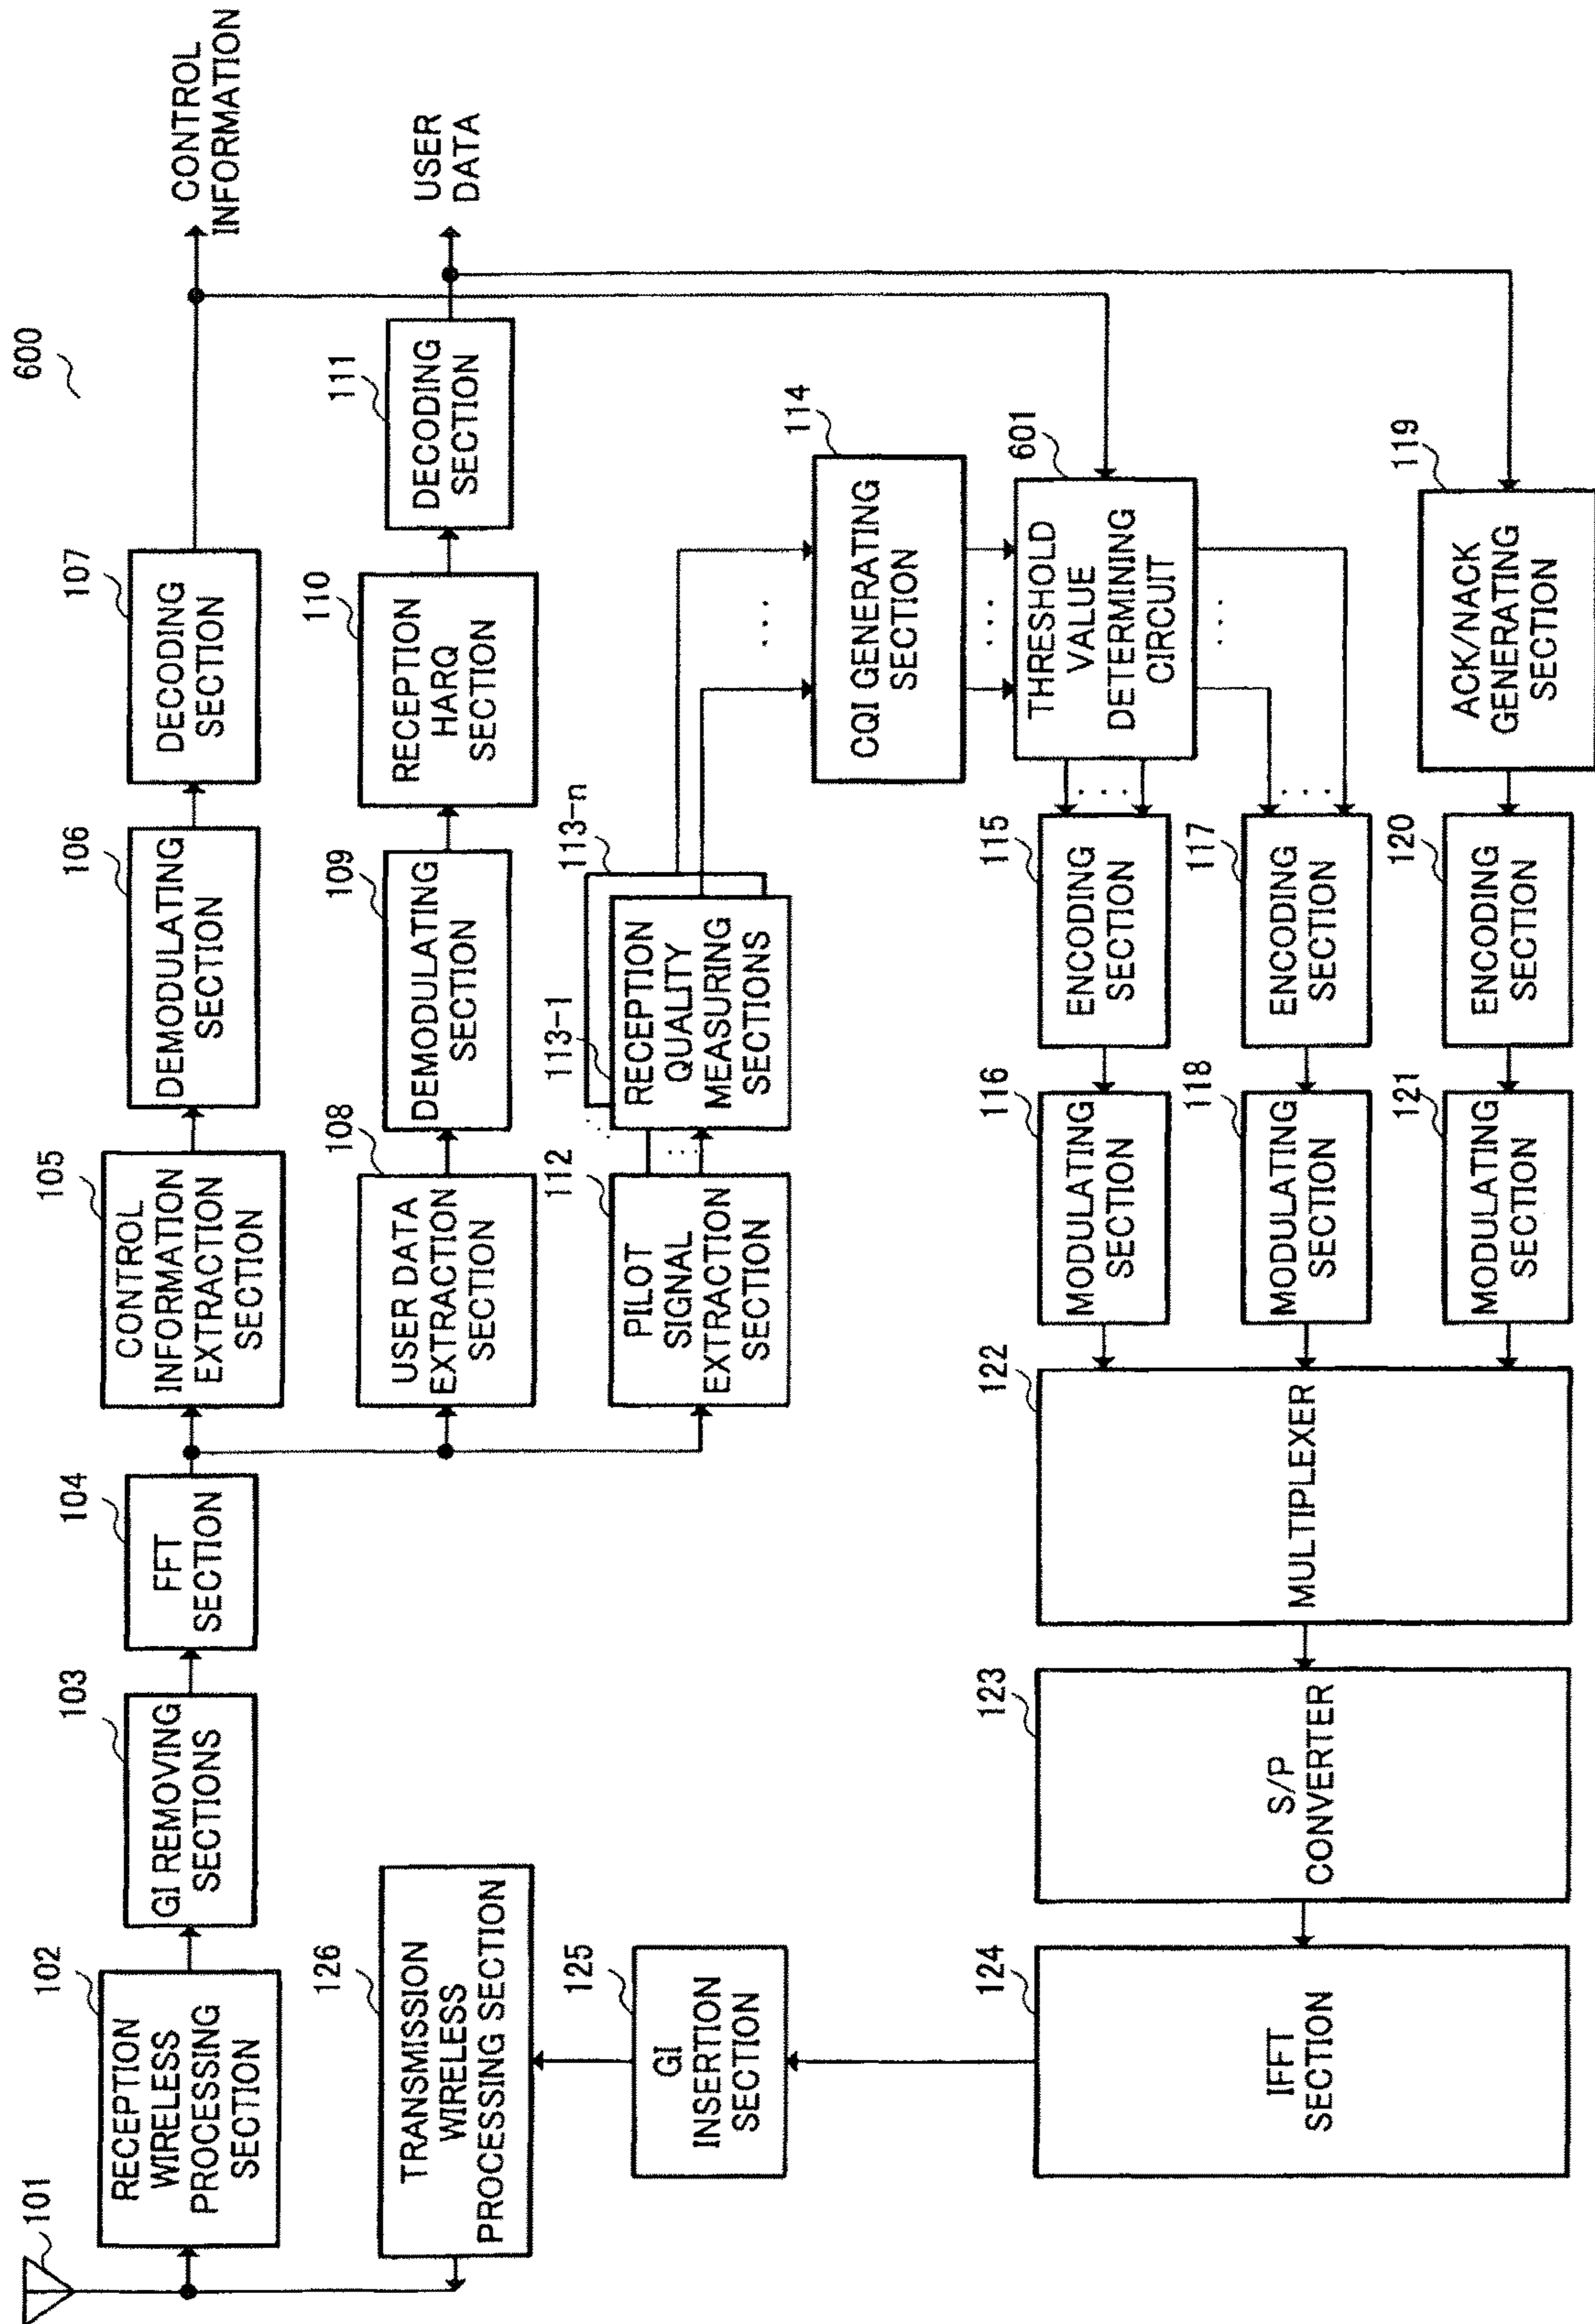 600
101
102
RECEPTION
WIRELESS
PROCESSING
SECTION
103
GI REMOVING
SECTIONS
104
FFT
SECTION
105
CONTROL
INFORMATION
EXTRACTION
SECTION
106
DEMODULATING
SECTION
107
DECODING
SECTION
CONTROL
INFORMATION
108
USER DATA
EXTRACTION
SECTION
109
DEMODULATING
SECTION
110
RECEPTION
HARQ
SECTION
111
DECODING
SECTION
USER
DATA
112
PILOT
SIGNAL
EXTRACTION
SECTION
113-1
113-n
RECEPTION
QUALITY
MEASURING
SECTIONS
114
CQI GENERATING
SECTION
601
THRESHOLD
VALUE
DETERMINING
CIRCUIT
115
ENCODING
SECTION
116
MODULATING
SECTION
117
ENCODING
SECTION
118
MODULATING
SECTION
119
ACK/NACK
GENERATING
SECTION
120
ENCODING
SECTION
121
MODULATING
SECTION
122
MULTIPLEXER
123
S/P
CONVERTER
124
IFFT
SECTION
125
GI
INSERTION
SECTION
126
TRANSMISSION
WIRELESS
PROCESSING SECTION